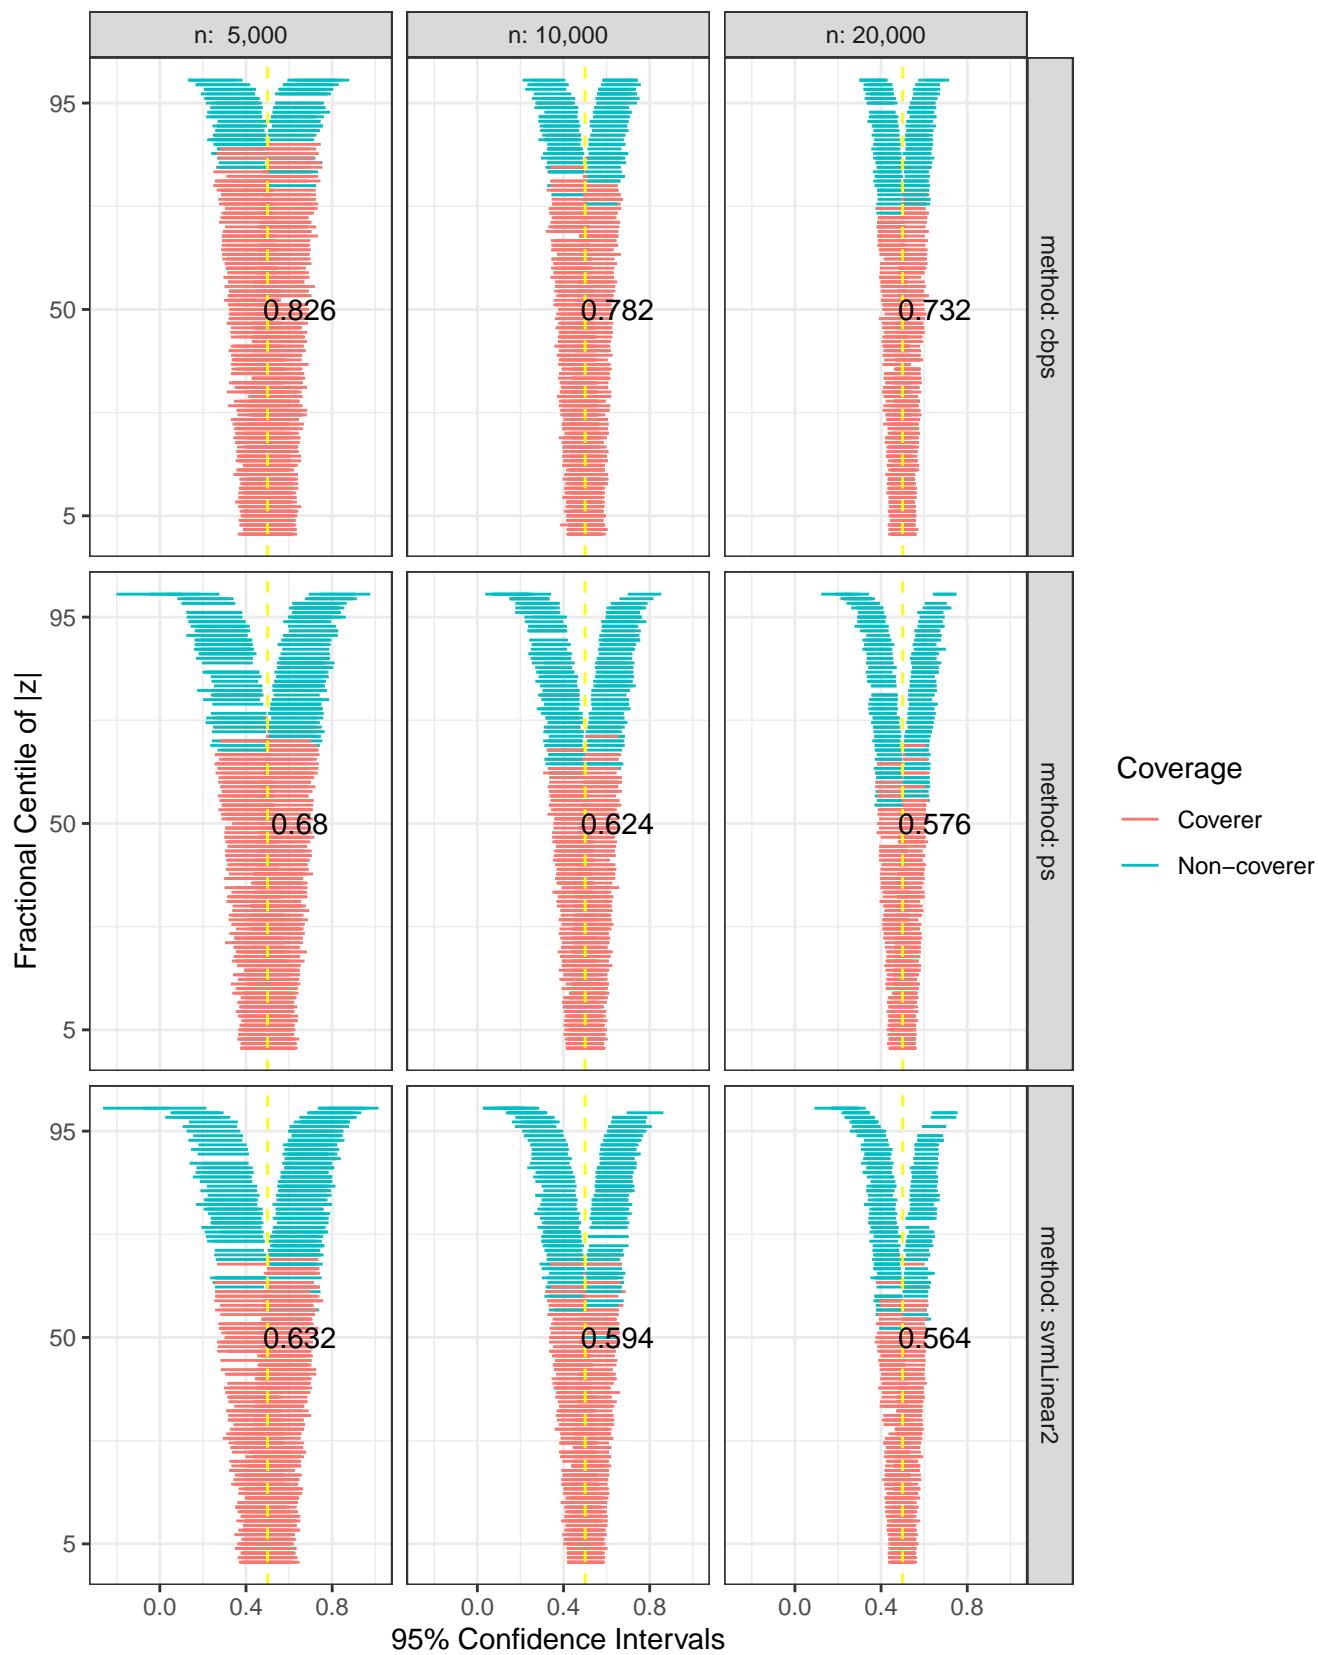 n:  5,000
n: 10,000
n: 20,000
95
50
5
0.826
0.782
0.732
method: cbps
Fractional Centile of |z|
95
50
5
0.68
0.624
0.576
method: ps
Coverage
Coverer
Non−coverer
95
50
5
0.632
0.594
0.564
method: svmLinear2
0.0 0.4 0.8
0.0 0.4 0.8
0.0 0.4 0.8
95% Confidence Intervals